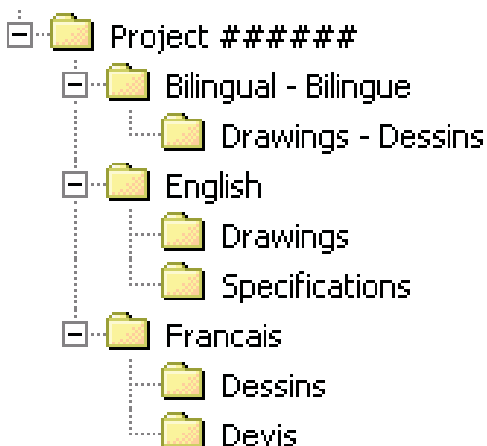 Project ######
Bilingual - Bilingue
Drawings - Dessins
English
Drawings
Specifications
Francais
Dessins
Devis